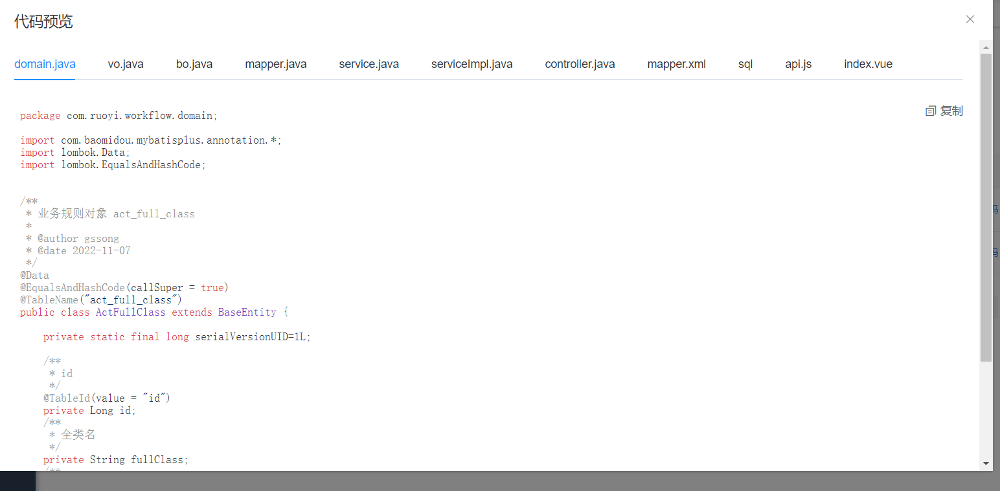 代码预览
domain.java vo.java bo.java mapper.java service.java serviceImpl.java controller.java mapper.xml sql api.js index.vue
复制
package com.ruoyi.workflow.domain;
import com.baomidou.mybatisplus.annotation.*;
import lombok.Data;
import lombok.EqualsAndHashCode;
/**
* 业务规则对象 act_full_class
*
* @author gssong
* @date 2022-11-07
*/
@Data
@EqualsAndHashCode(callSuper = true)
@TableName("act_full_class")
public class ActFullClass extends BaseEntity {
private static final long serialVersionUID=1L;
/**
* id
*/
@TableId(value = "id")
private Long id;
/**
* 全类名
*/
private String fullClass;
/**